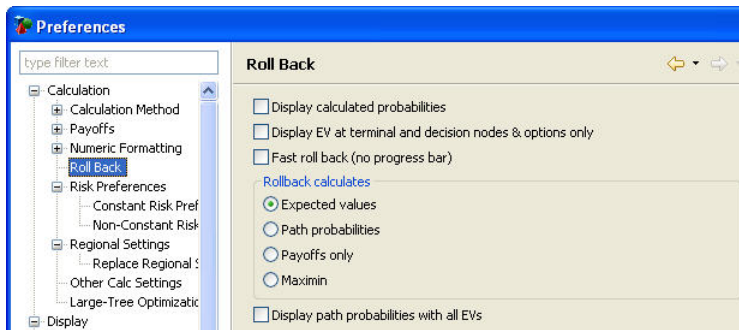 Preferences
type filter text
Calculation
Calculation Method
Payoffs
Numeric Formatting
Roll Back
Risk Preferences
Constant Risk Pref
Non-Constant Risk
Regional Settings
Replace Regional S
Other Calc Settings
Large-Tree Optimizatic
Display
Roll Back
Display calculated probabilities
Display EV at terminal and decision nodes & options only
Fast roll back (no progress bar)
Rollback calculates
Expected values
Path probabilities
Payoffs only
Maximin
Display path probabilities with all EVs